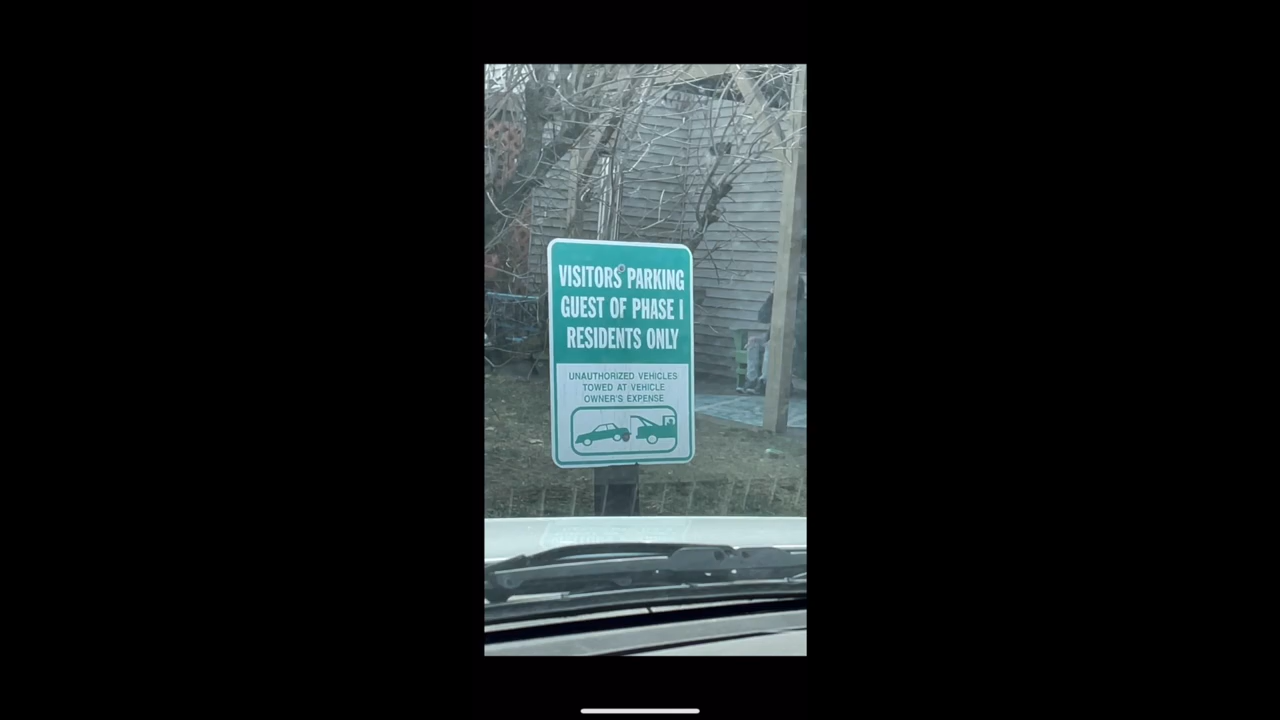 VISITORS PARKING
GUEST OF PHASE I
RESIDENTS ONLY
UNAUTHORIZED VEHICLES
TOWED AT VEHICLE
OWNER'S EXPENSE